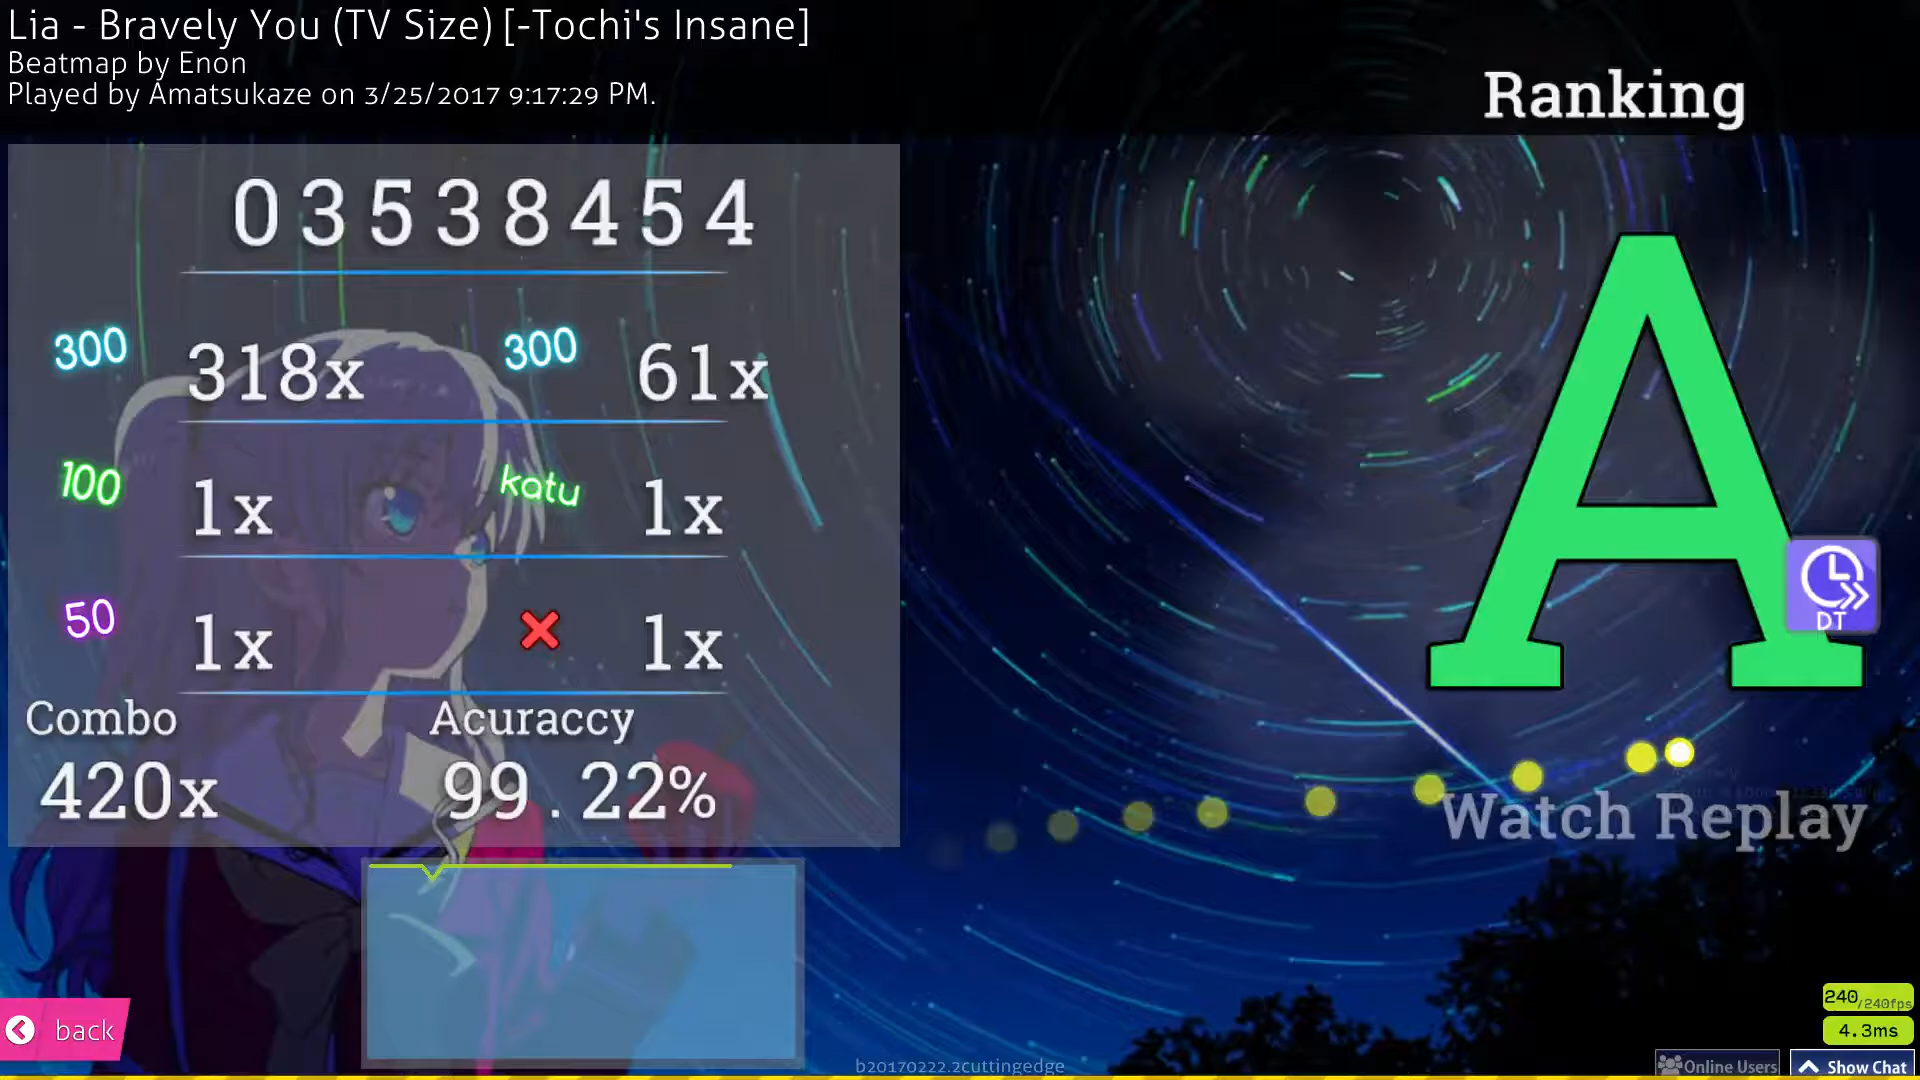 Lia - Bravely You (TV Size) [-Tochi's Insane]
Beatmap by Enon
Played by Amatsukaze on 3/25/2017 9:17:29 PM.
Ranking
03538454
300 318x 300 61x
100 1x katu 1x
50 1x 1x
Combo Acuraccy
420x 99.22%
A
DT
Watch Replay
back
b20170222.2cuttingedge
240/240fps
4.3ms
Online Users
Show Chat